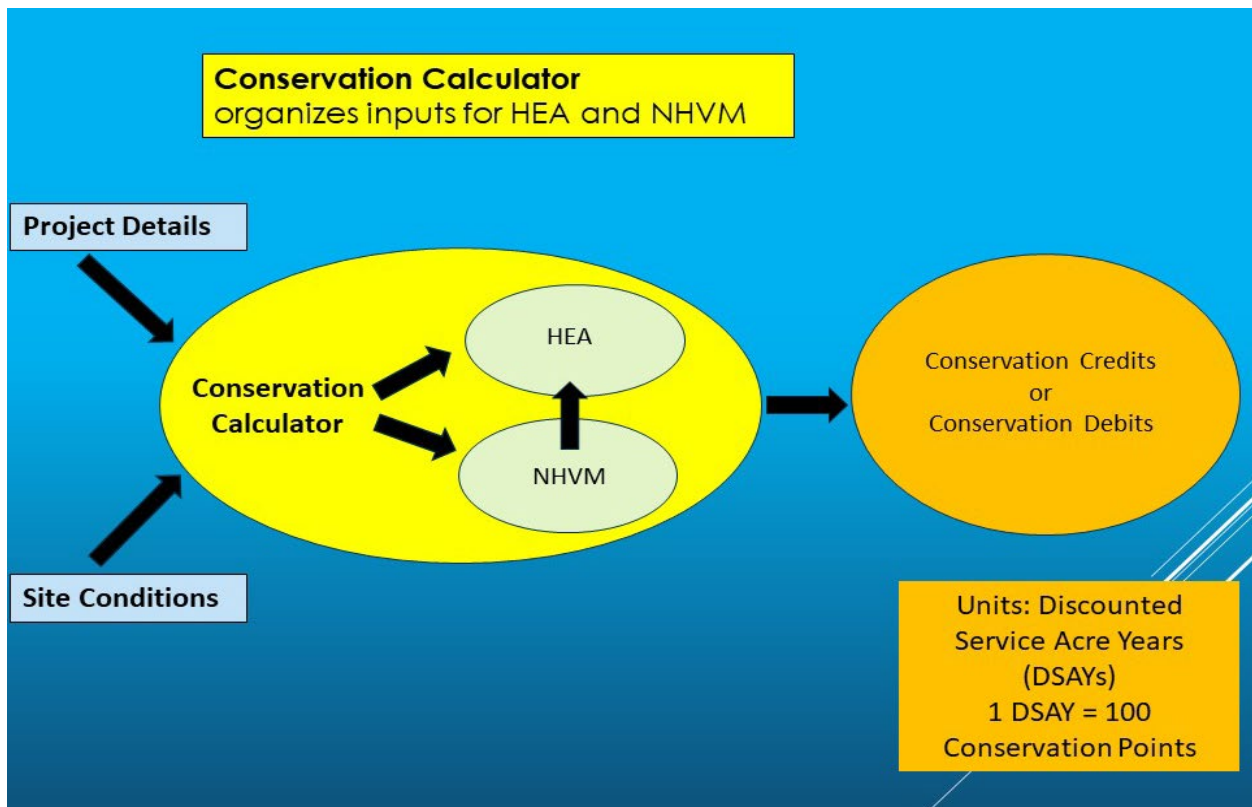 Conservation Calculator
organizes inputs for HEA and NHVM
Project Details
HEA
Conservation
Calculator
NHVM
Site Conditions
Conservation Credits
or
Conservation Debits
Units: Discounted
Service Acre Years
(DSAYs)
1 DSAY = 100
Conservation Points